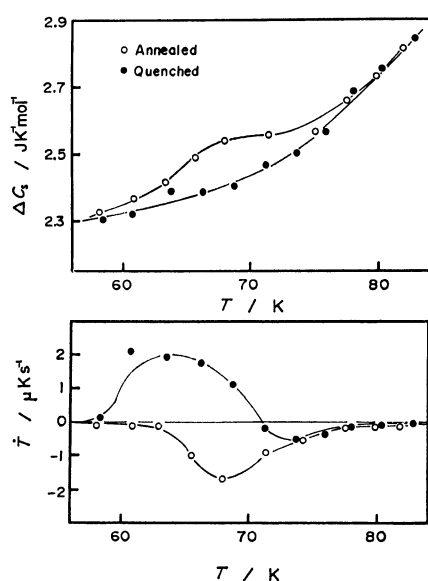 2.9
2.7
2.5
2.3
ΔCₛ / JK⁻¹mol⁻¹
○ Annealed
● Quenched
60 70 80
T / K
2
1
0
-1
-2
Ṫ / μKs⁻¹
60 70 80
T / K